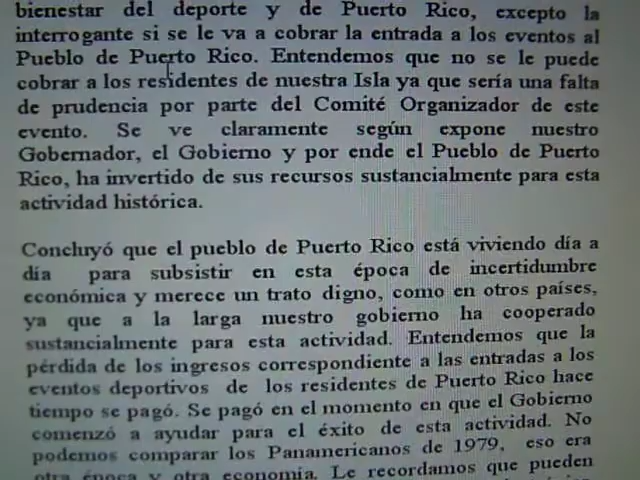 bienestar del deporte y de Puerto Rico, excepto la
interrogante si se le va a cobrar la entrada a los eventos al
Pueblo de Puerto Rico. Entendemos que no se le puede
cobrar a los residentes de nuestra Isla ya que sería una falta
de prudencia por parte del Comité Organizador de este
evento. Se ve claramente según expone nuestro
Gobernador, el Gobierno y por ende el Pueblo de Puerto
Rico, ha invertido de sus recursos sustancialmente para esta
actividad histórica.
Concluyó que el pueblo de Puerto Rico está viviendo día a
día para subsistir en esta época de incertidumbre
económica y merece un trato digno, como en otros países,
ya que a la larga nuestro gobierno ha cooperado
sustancialmente para esta actividad. Entendemos que la
pérdida de los ingresos correspondiente a las entradas a los
eventos deportivos de los residentes de Puerto Rico hace
tiempo se pagó. Se pagó en el momento en que el Gobierno
comenzó a ayudar para el éxito de esta actividad. No
podemos comparar los Panamericanos de 1979, eso era
otra época y otra economía. Le recordamos que pueden